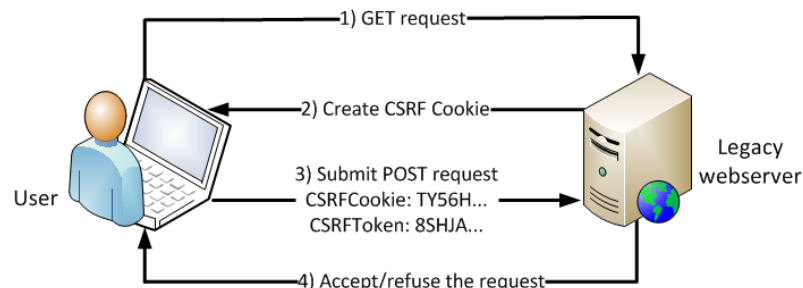 1) GET request
2) Create CSRF Cookie
3) Submit POST request
CSRFCookie: TY56H...
CSRFToken: 8SHJA...
User
Legacy
webserver
4) Accept/refuse the request